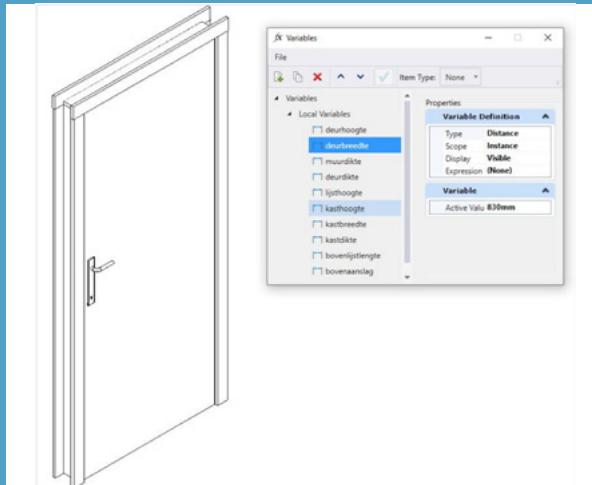 fx Variables
File
Item Type: None
Variables
Local Variables
deurhoogte
deurbreedte
muurdikte
deurdikte
lijsthoogte
kasthoogte
kastbreedte
kastdikte
bovenlijstlengte
bovenaanslag
Properties
Variable Definition
Type Distance
Scope Instance
Display Visible
Expression (None)
Variable
Active Valu 830mm